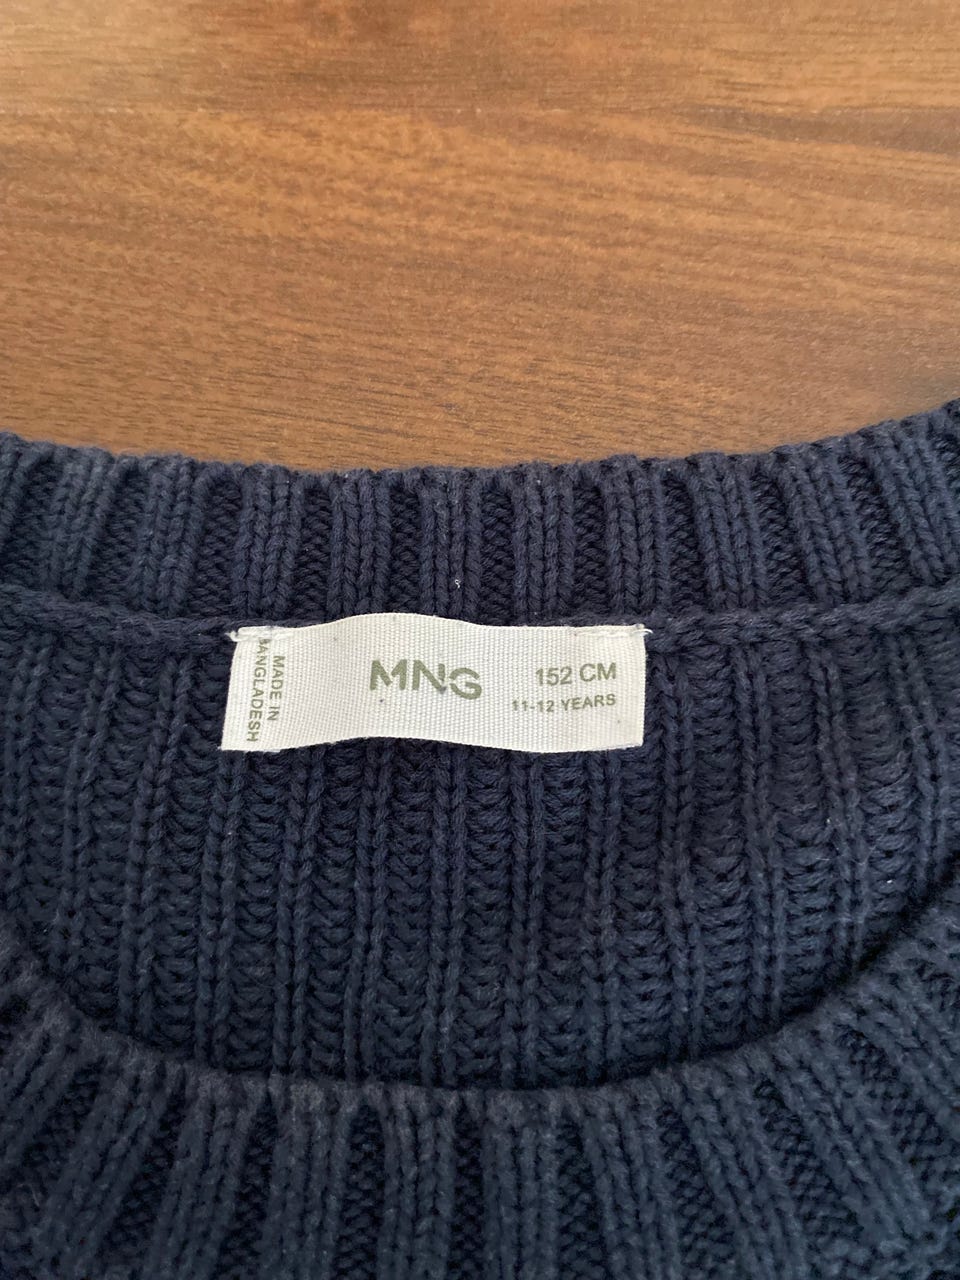 MADE IN
BANGLADESH
MNG
152 CM
11-12 YEARS